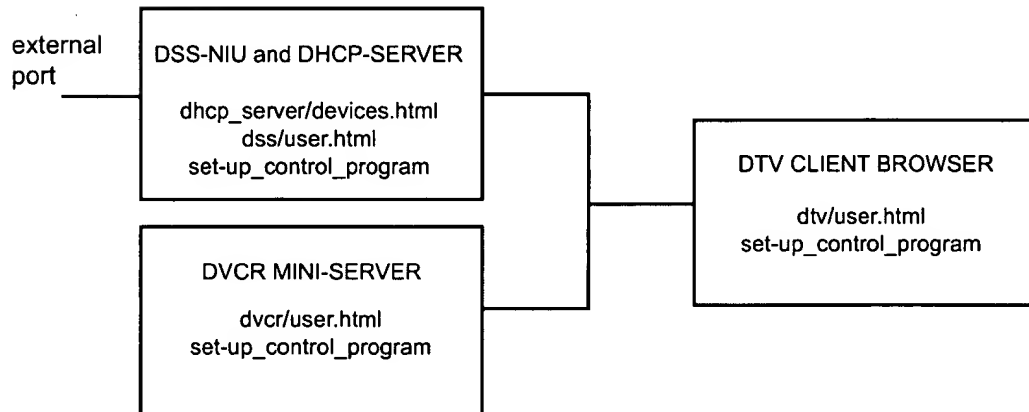 external
port
DSS-NIU and DHCP-SERVER
dhcp_server/devices.html
dss/user.html
set-up_control_program
DVCR MINI-SERVER
dvcr/user.html
set-up_control_program
DTV CLIENT BROWSER
dtv/user.html
set-up_control_program